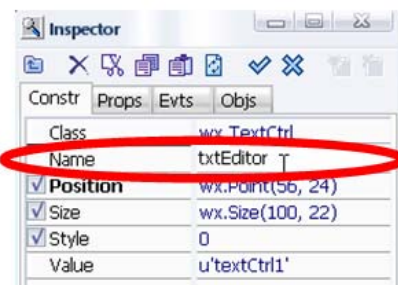 Inspector
Constr Props Evts Objs
Class wx.TextCtrl
Name txtEditor
Position wx.Point(56, 24)
Size wx.Size(100, 22)
Style 0
Value u'textCtrl1'